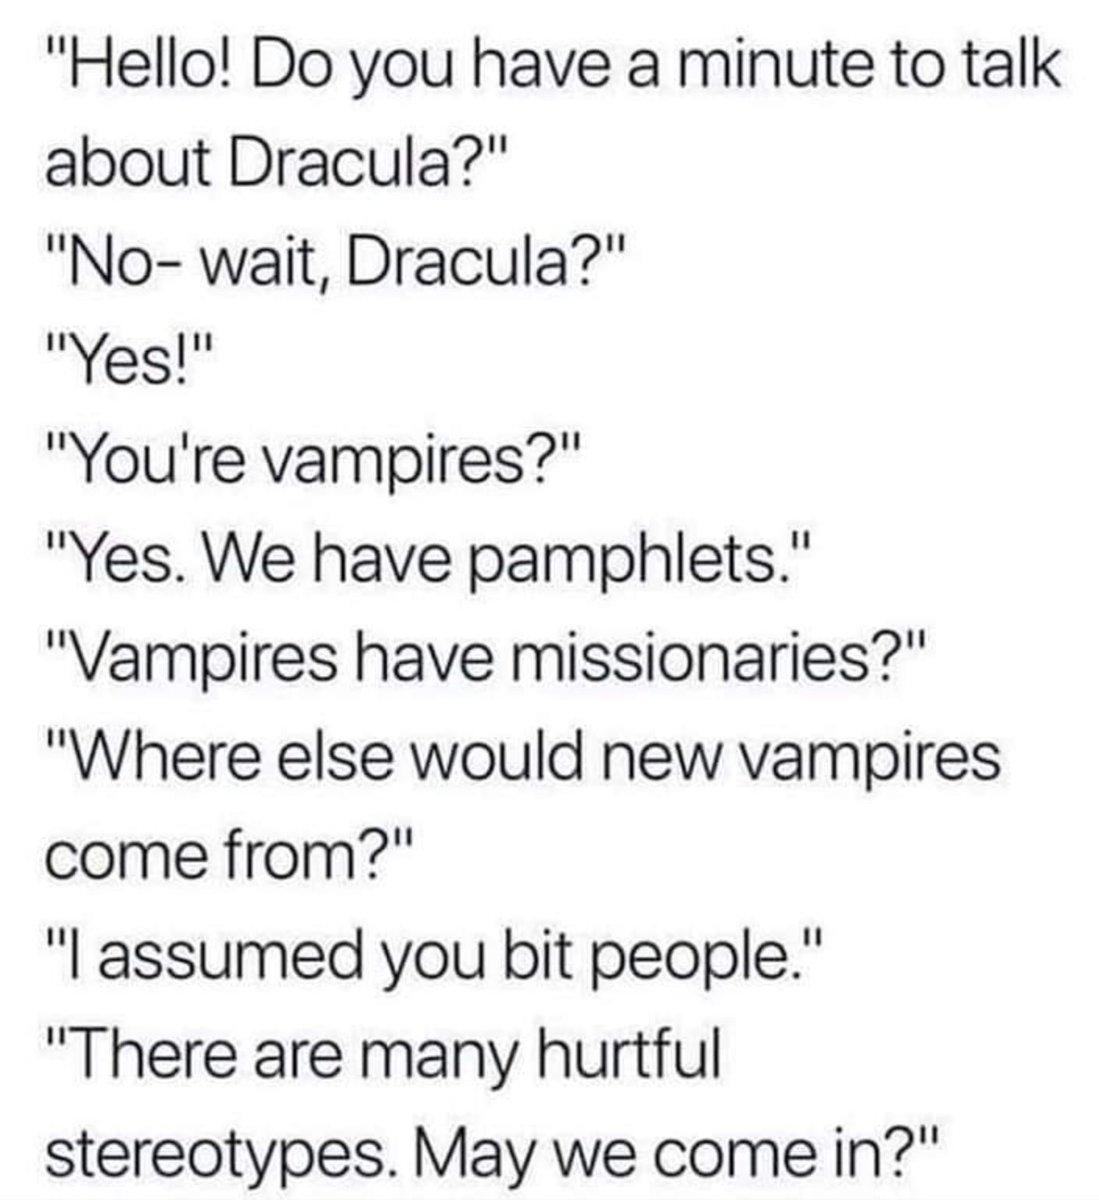 "Hello! Do you have a minute to talk
about Dracula?"
"No- wait, Dracula?"
"Yes!"
"You're vampires?"
"Yes. We have pamphlets."
"Vampires have missionaries?"
"Where else would new vampires
come from?"
"I assumed you bit people."
"There are many hurtful
stereotypes. May we come in?"